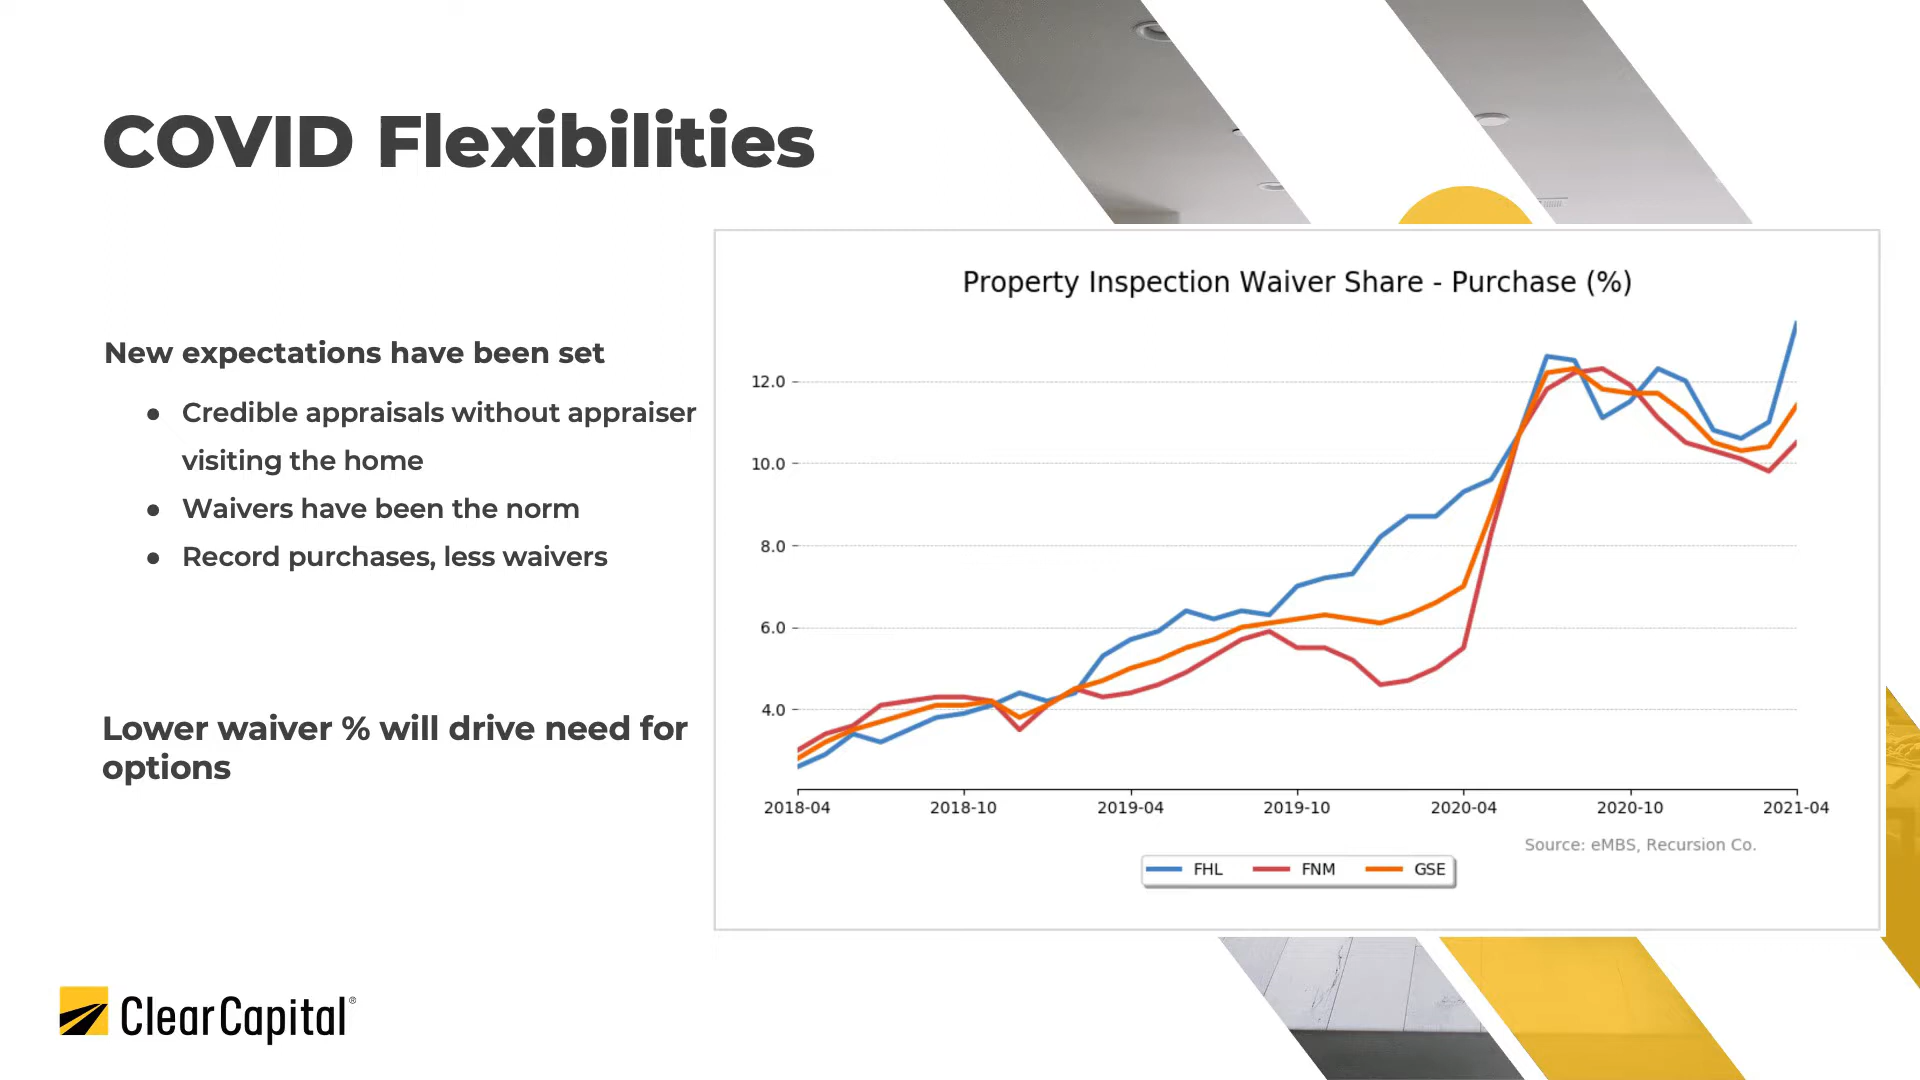 COVID Flexibilities
New expectations have been set
● Credible appraisals without appraiser
visiting the home
● Waivers have been the norm
● Record purchases, less waivers
Lower waiver % will drive need for
options
Property Inspection Waiver Share - Purchase (%)
12.0
10.0
8.0
6.0
4.0
2018-04 2018-10 2019-04 2019-10 2020-04 2020-10 2021-04
Source: eMBS, Recursion Co.
FHL FNM GSE
ClearCapital®